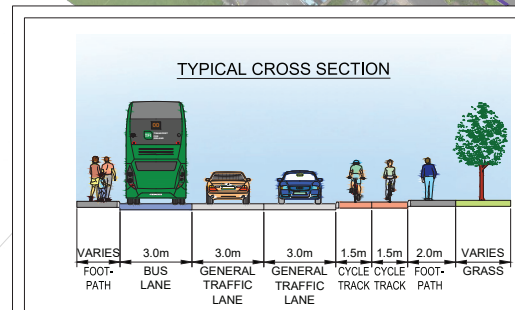 TYPICAL CROSS SECTION
VARIES 3.0m 3.0m 3.0m 1.5m 1.5m 2.0m VARIES
FOOT-
PATH
BUS
LANE
GENERAL
TRAFFIC
LANE
GENERAL
TRAFFIC
LANE
CYCLE
TRACK
CYCLE
TRACK
FOOT-
PATH
GRASS